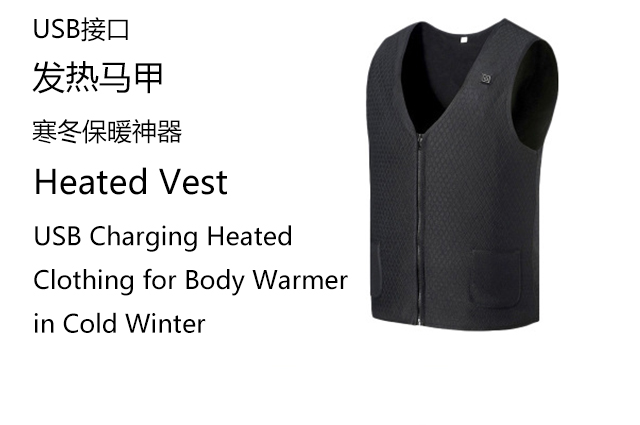 USB接口
发热马甲
寒冬保暖神器
Heated Vest
USB Charging Heated
Clothing for Body Warmer
in Cold Winter